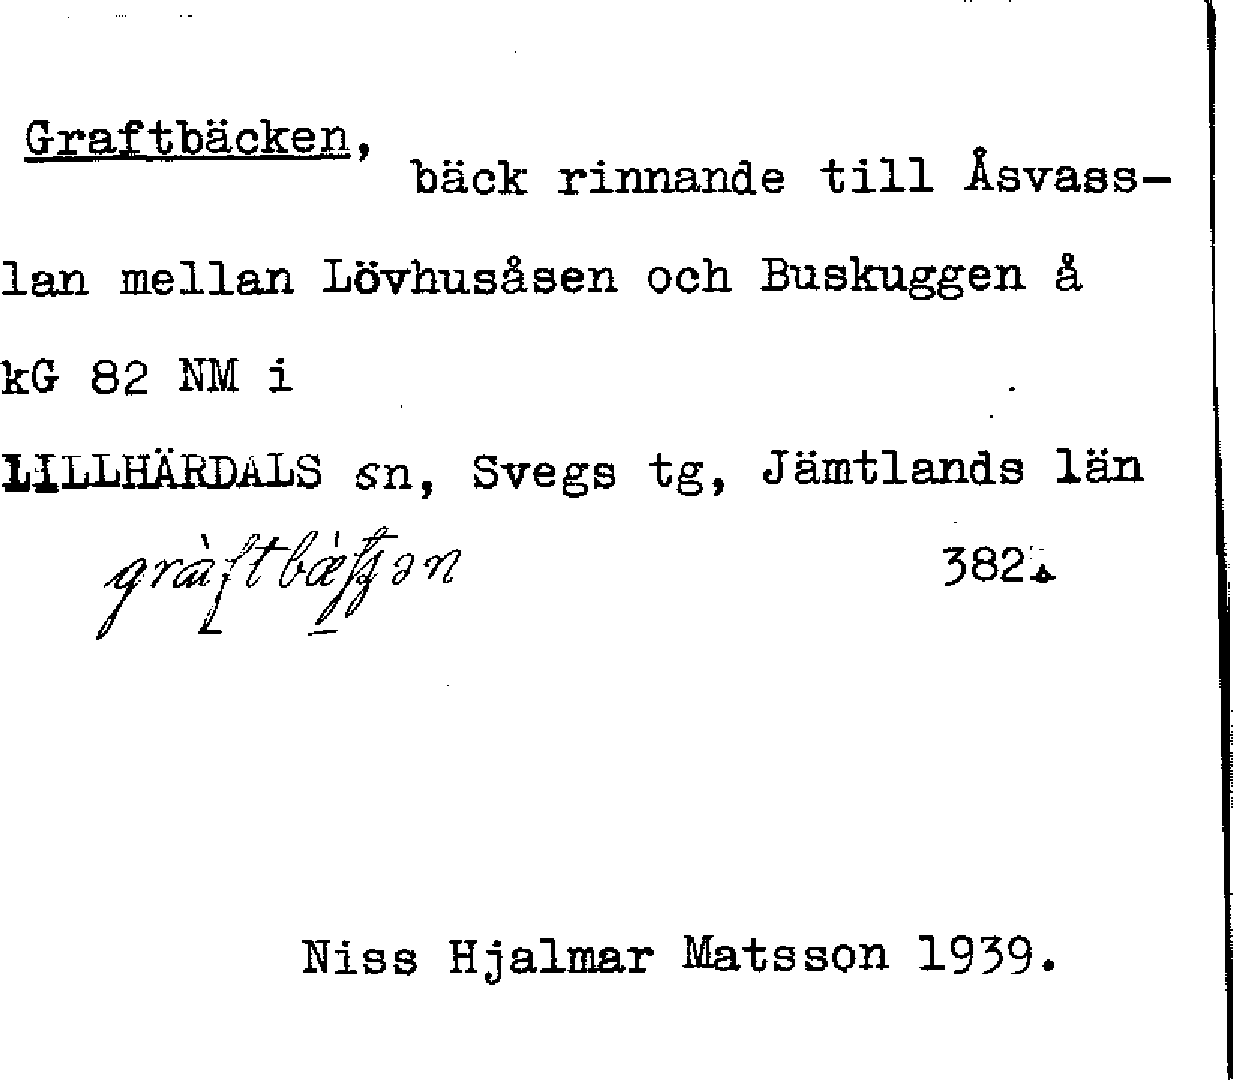 Graftbäcken,
bäck rinnande till Åsvass-
lan mellan Lövhusåsen och Buskuggen å
kG 82 NM i
LILLHÄRDALS sn, Svegs tg, Jämtlands län
382
Niss Hjalmar Matsson 1939.